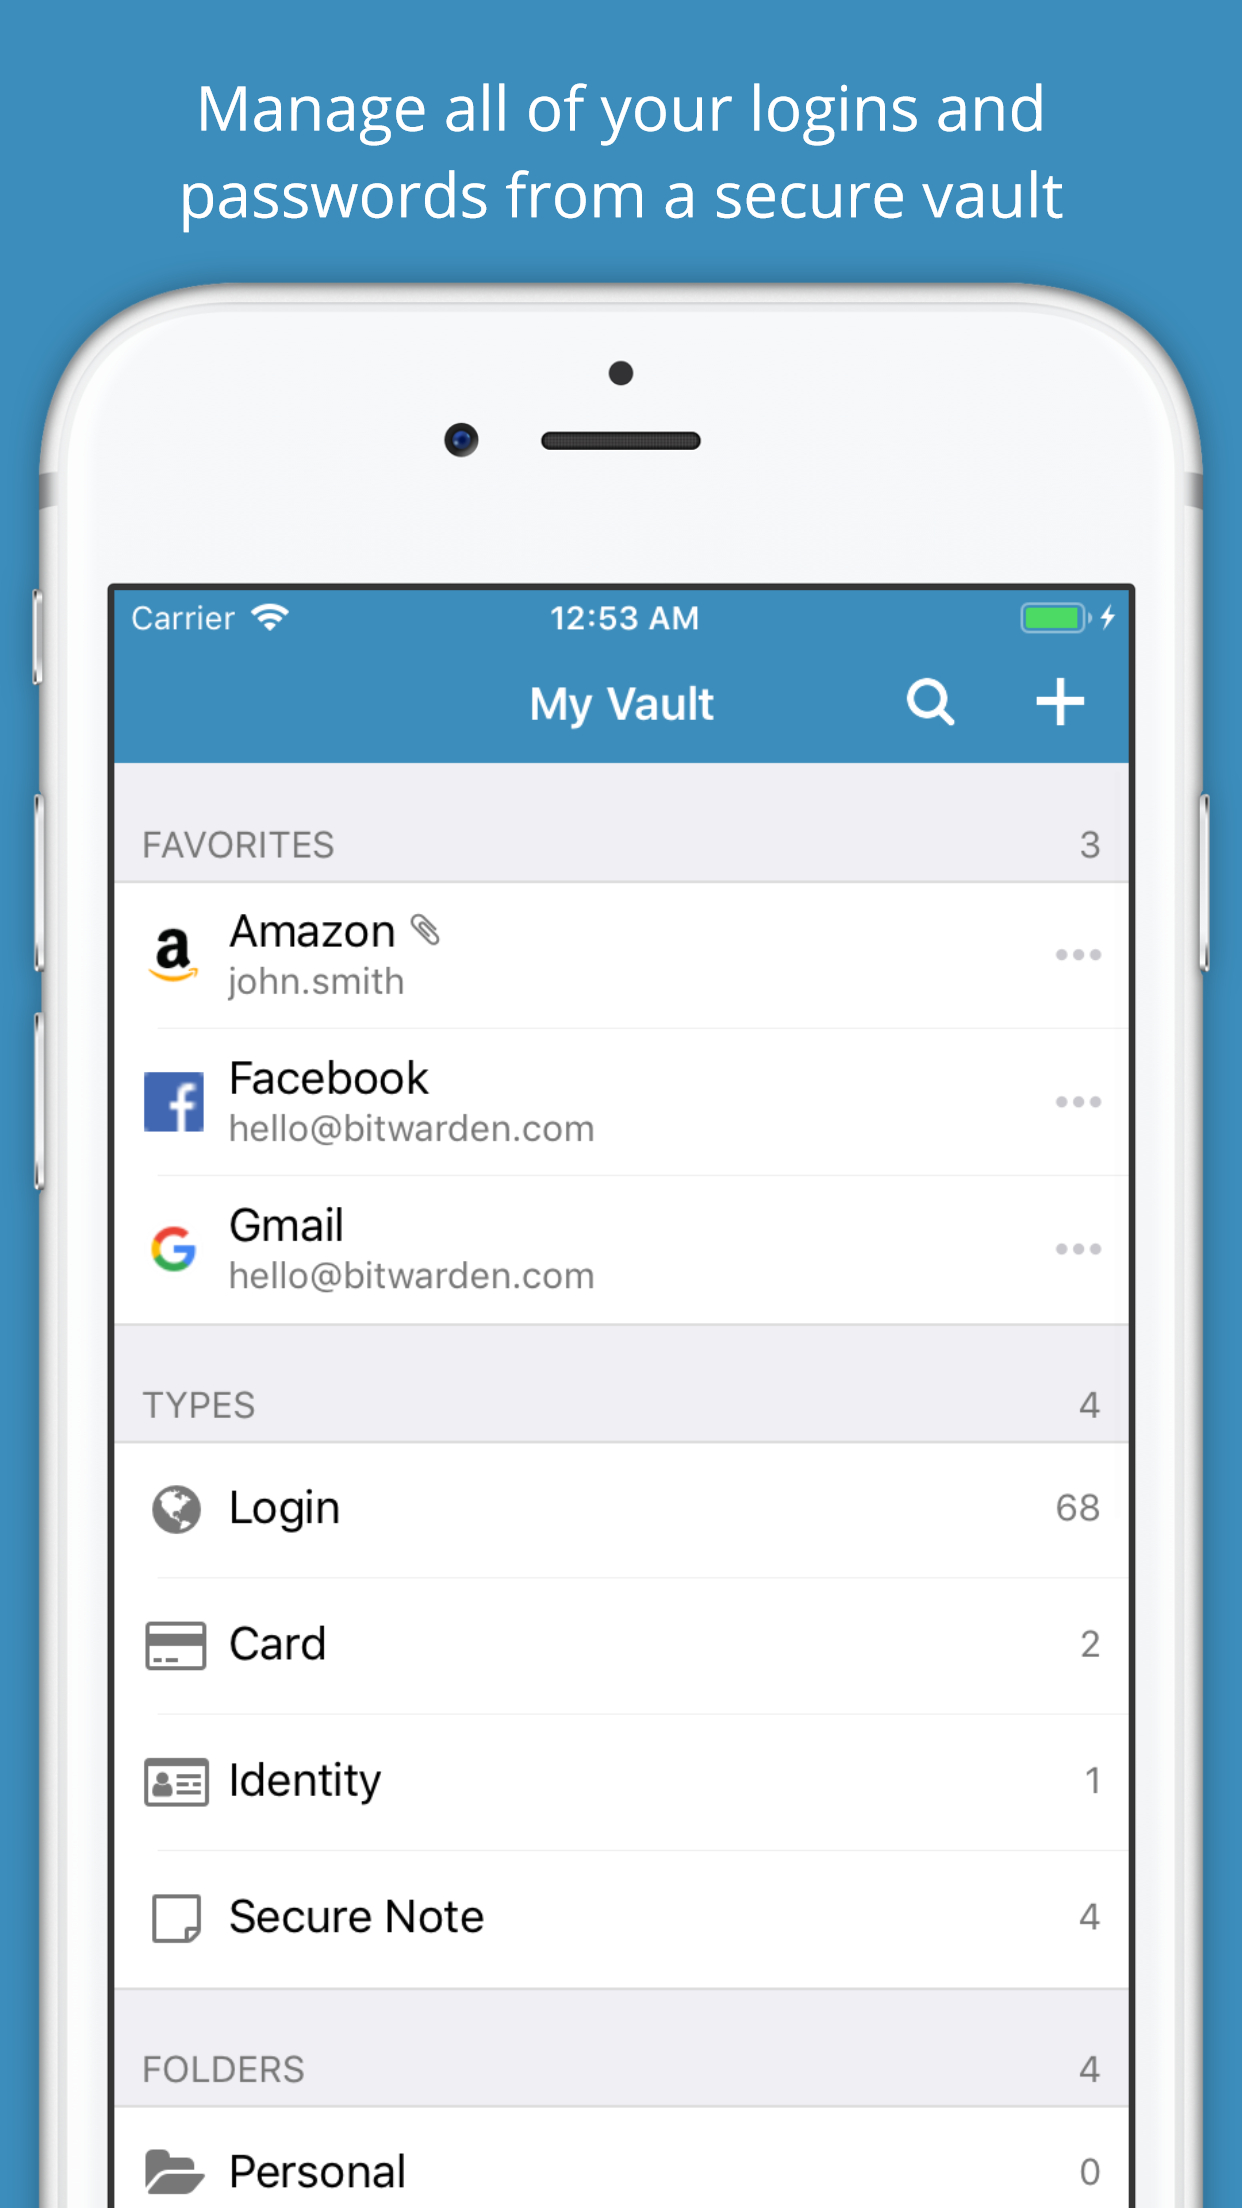 Manage all of your logins and
passwords from a secure vault
Carrier 12:53 AM
My Vault
FAVORITES 3
Amazon
john.smith
Facebook
hello@bitwarden.com
Gmail
hello@bitwarden.com
TYPES 4
Login 68
Card 2
Identity 1
Secure Note 4
FOLDERS 4
Personal 0